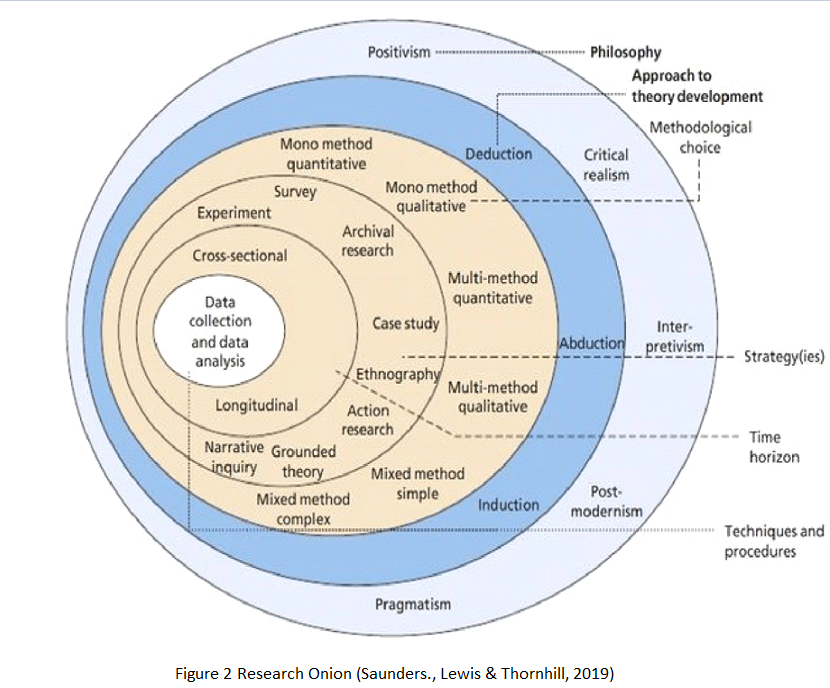 Positivism
Philosophy
Approach to
theory development
Methodological
choice
Mono method
quantitative
Deduction
Critical
realism
Survey
Mono method
qualitative
Experiment
Archival
research
Cross-sectional
Multi-method
quantitative
Data
collection
and data
analysis
Case study
Abduction
Inter-
pretivism
Strategy(ies)
Ethnography
Multi-method
qualitative
Longitudinal
Action
research
Time
horizon
Narrative
inquiry
Grounded
theory
Mixed method
simple
Mixed method
complex
Induction
Post-
modernism
Techniques and
procedures
Pragmatism
Figure 2 Research Onion (Saunders., Lewis & Thornhill, 2019)